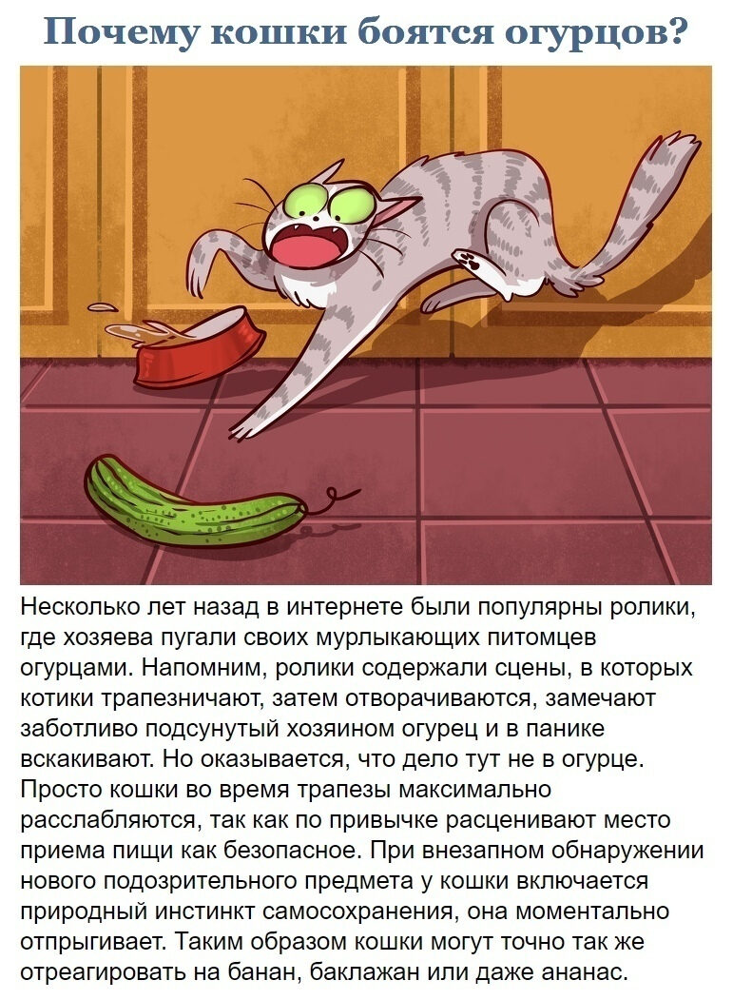 Почему кошки боятся огурцов?
Несколько лет назад в интернете были популярны ролики,
где хозяева пугали своих мурлыкающих питомцев
огурцами. Напомним, ролики содержали сцены, в которых
котики трапезничают, затем отворачиваются, замечают
заботливо подсунутый хозяином огурец и в панике
вскакивают. Но оказывается, что дело тут не в огурце.
Просто кошки во время трапезы максимально
расслабляются, так как по привычке расценивают место
приема пищи как безопасное. При внезапном обнаружении
нового подозрительного предмета у кошки включается
природный инстинкт самосохранения, она моментально
отпрыгивает. Таким образом кошки могут точно так же
отреагировать на банан, баклажан или даже ананас.